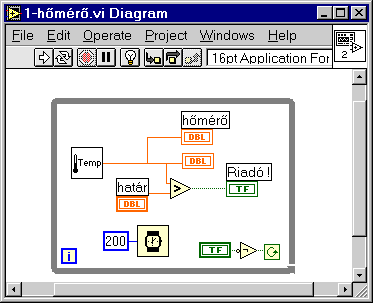 1-hőmérő.vi Diagram
File Edit Operate Project Windows Help
16pt Application For
2
hőmérő
DBL
Temp
DBL
Riadó !
határ
>
TF
DBL
200
i
TF